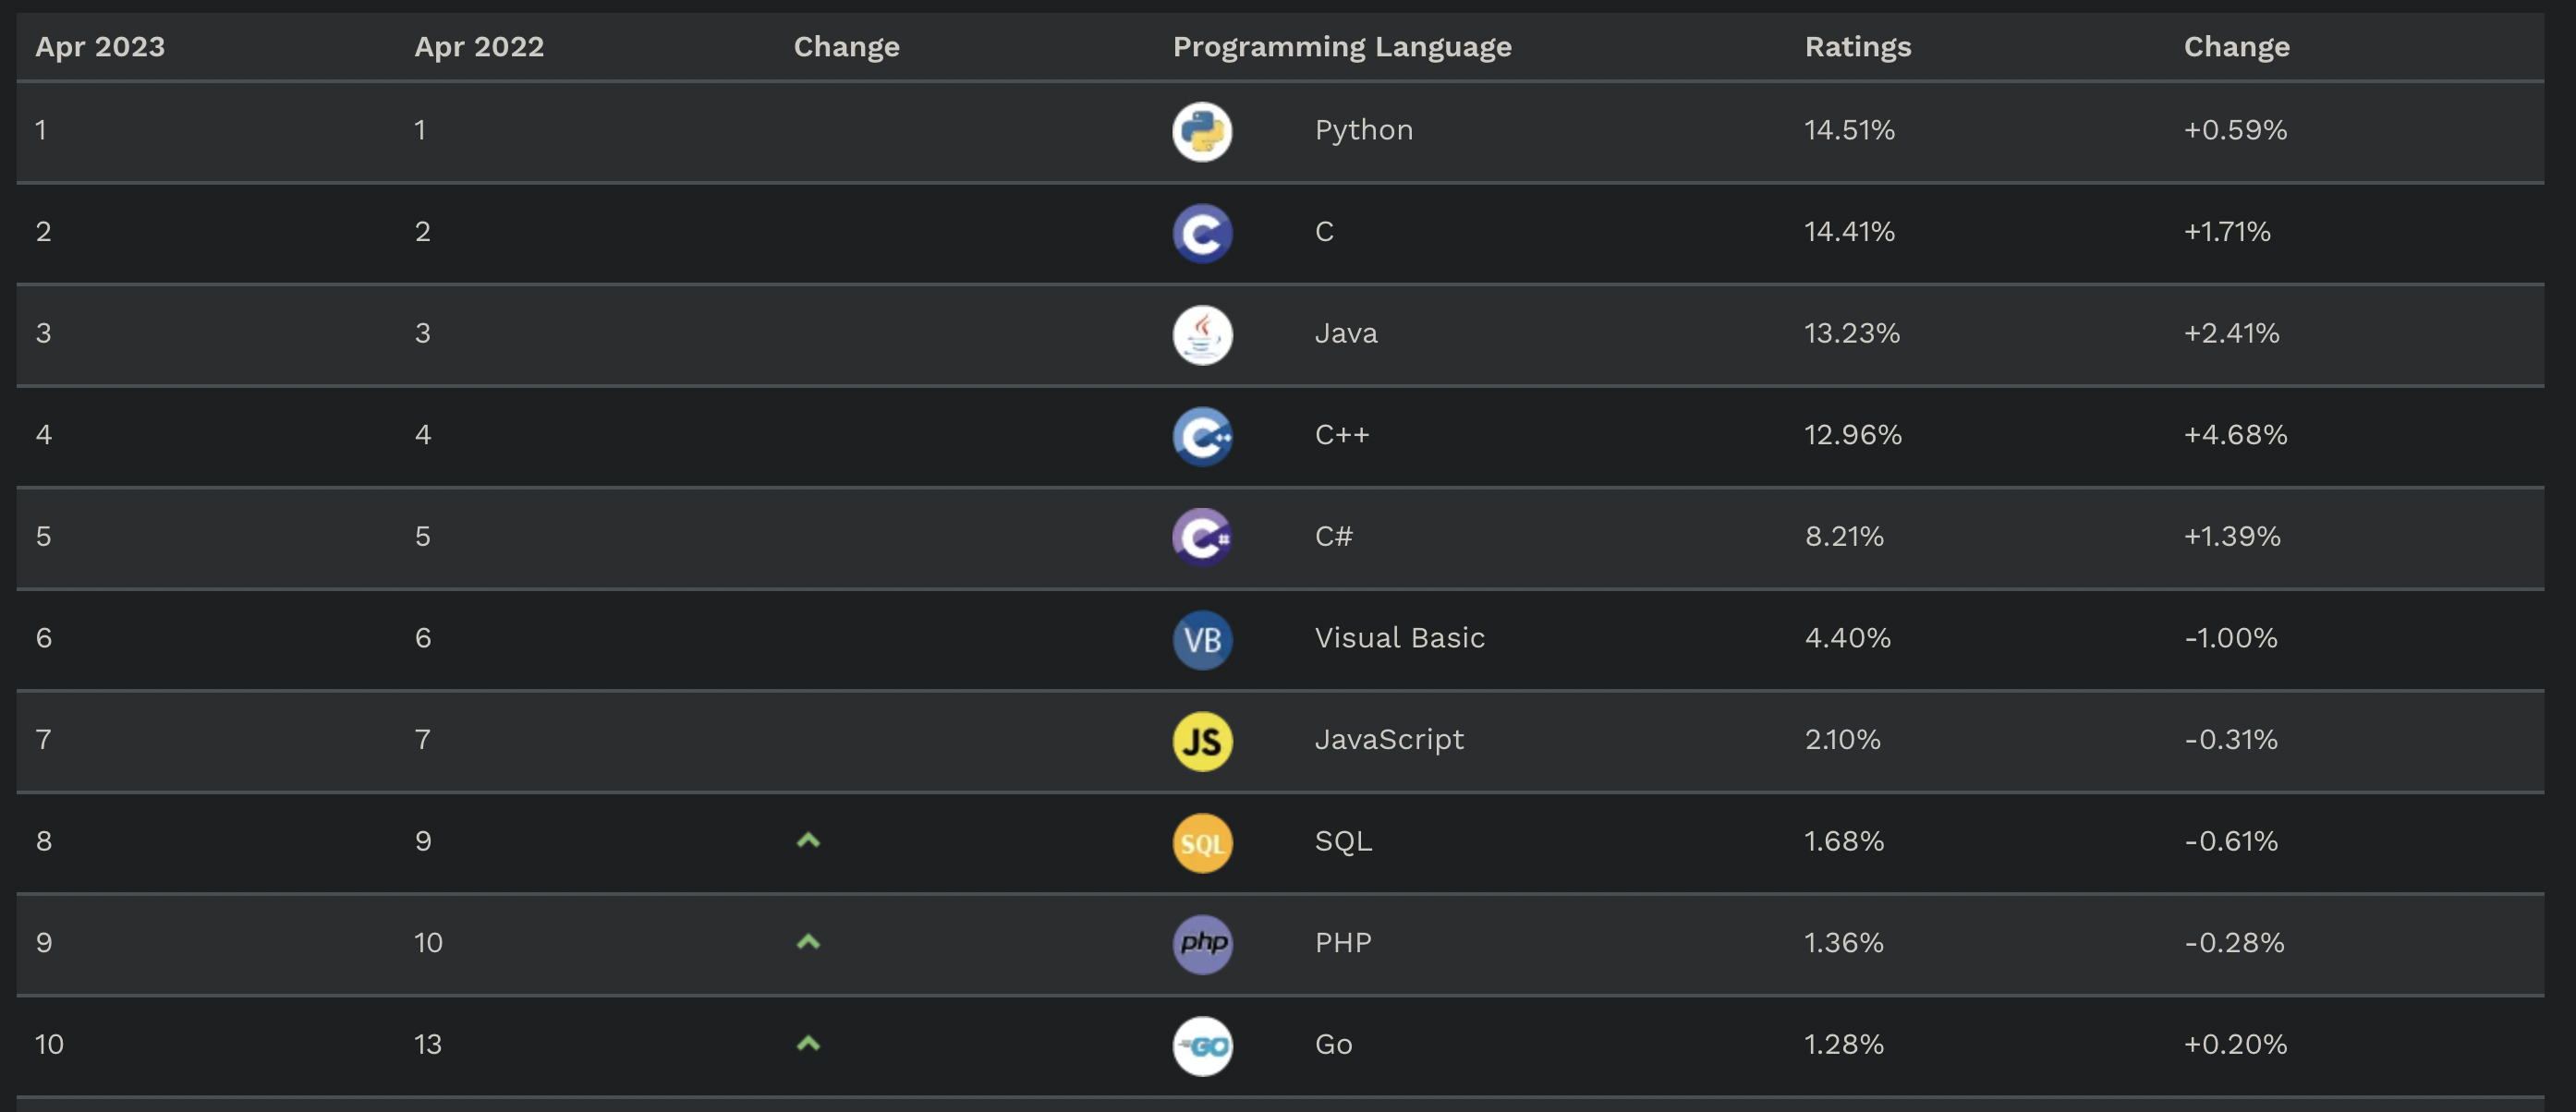 Apr 2023 Apr 2022 Change Programming Language Ratings Change
1 1 Python 14.51% +0.59%
2 2 C C 14.41% +1.71%
3 3 Java 13.23% +2.41%
4 4 C++ C++ 12.96% +4.68%
5 5 C# C# 8.21% +1.39%
6 6 VB Visual Basic 4.40% -1.00%
7 7 JS JavaScript 2.10% -0.31%
8 9 SQL SQL 1.68% -0.61%
9 10 php PHP 1.36% -0.28%
10 13 GO Go 1.28% +0.20%